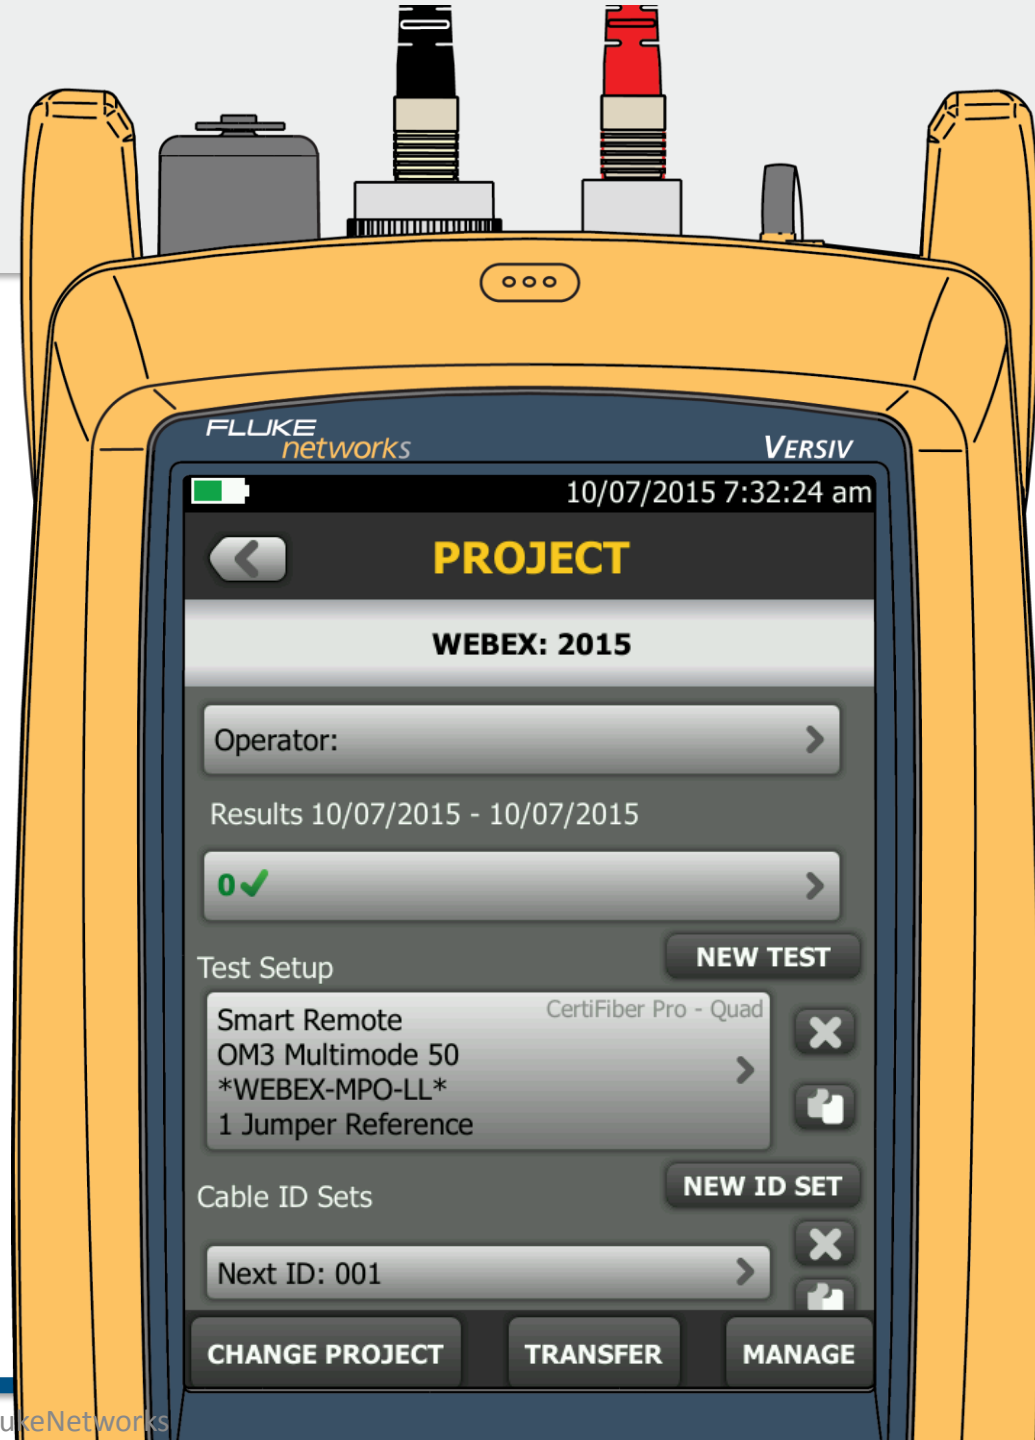 FLUKE
networks
VERSIV
10/07/2015 7:32:24 am
PROJECT
WEBEX: 2015
Operator:
Results 10/07/2015 - 10/07/2015
0
NEW TEST
Test Setup
CertiFiber Pro - Quad
Smart Remote
OM3 Multimode 50
*WEBEX-MPO-LL*
1 Jumper Reference
NEW ID SET
Cable ID Sets
Next ID: 001
CHANGE PROJECT
TRANSFER
MANAGE
ukeNetworks